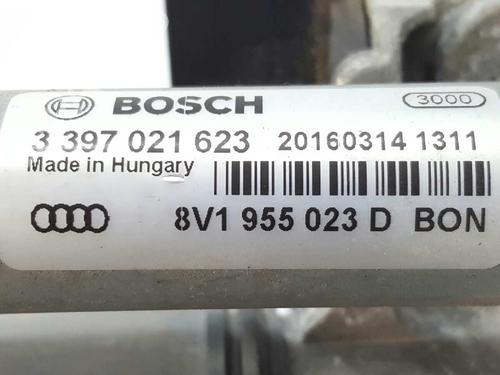 BOSCH 3000
3 397 021 623 20160314 1311
Made in Hungary
8V1 955 023 D BON